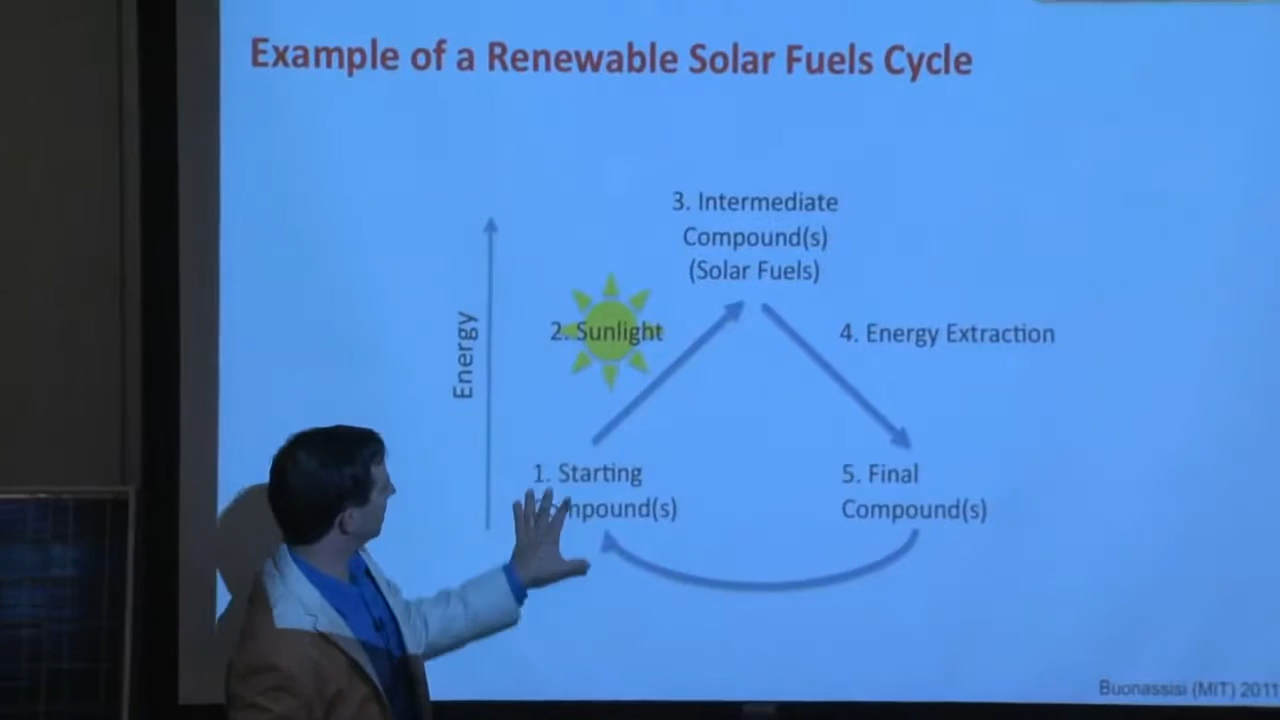 Example of a Renewable Solar Fuels Cycle
3. Intermediate
Compound(s)
(Solar Fuels)
Energy
2. Sunlight
4. Energy Extraction
1. Starting
Compound(s)
5. Final
Compound(s)
Buonassisi (MIT) 2011